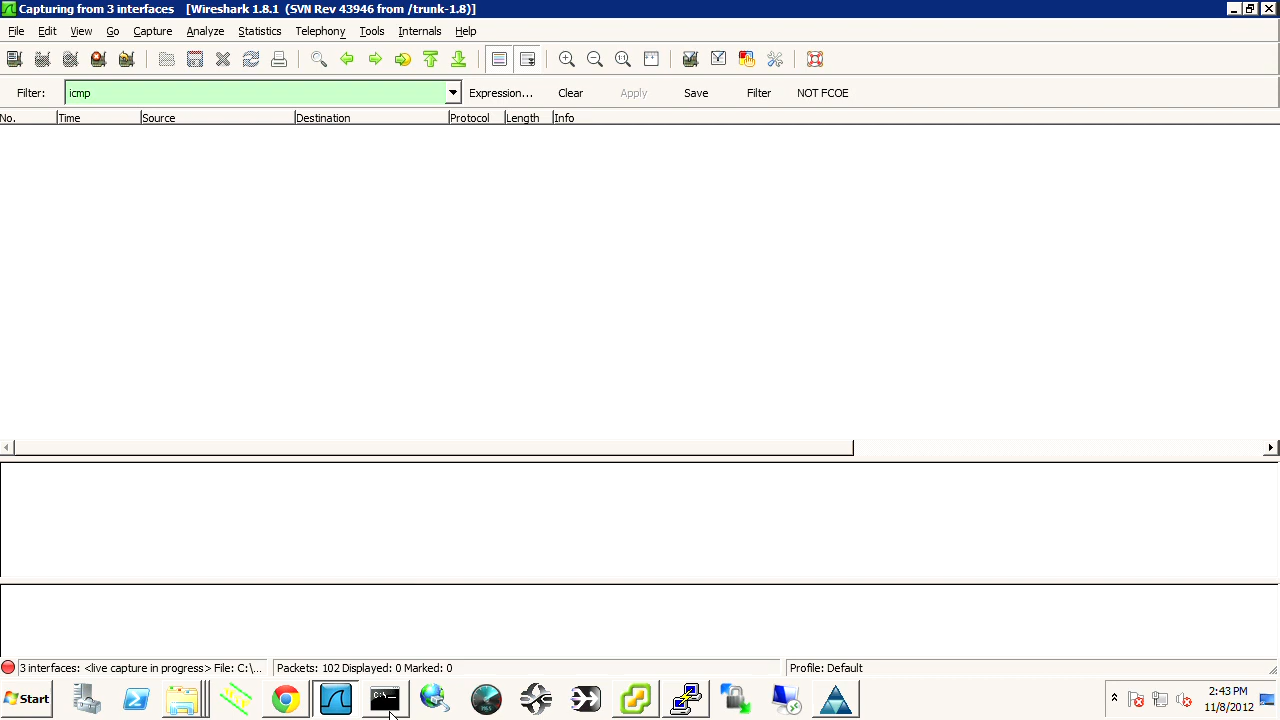 Capturing from 3 interfaces [Wireshark 1.8.1 (SVN Rev 43946 from /trunk-1.8)]
File Edit View Go Capture Analyze Statistics Telephony Tools Internals Help
Filter: icmp Expression... Clear Apply Save Filter NOT FCOE
No. Time Source Destination Protocol Length Info
3 interfaces: <live capture in progress> File: C:\... Packets: 102 Displayed: 0 Marked: 0 Profile: Default
Start C:\. 2:43 PM
11/8/2012